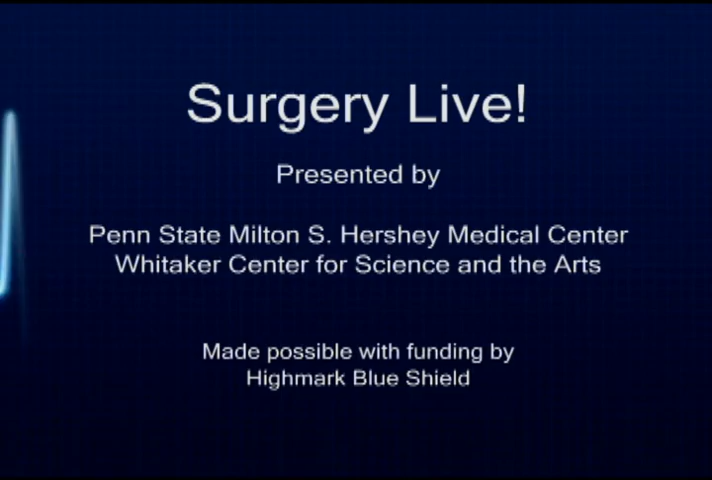 Surgery Live!
Presented by
Penn State Milton S. Hershey Medical Center
Whitaker Center for Science and the Arts
Made possible with funding by
Highmark Blue Shield